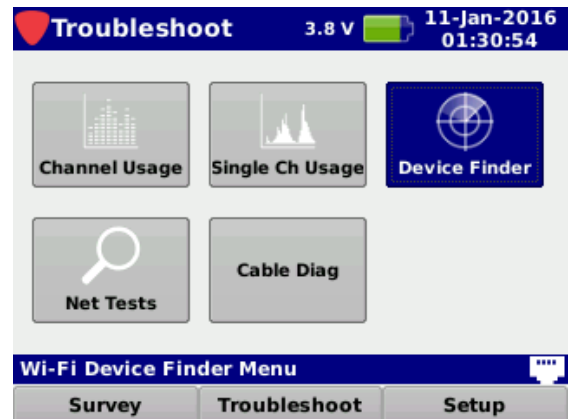 Troubleshoot 3.8 V 11-Jan-2016
01:30:54
Channel Usage
Single Ch Usage
Device Finder
Net Tests
Cable Diag
Wi-Fi Device Finder Menu
Survey
Troubleshoot
Setup